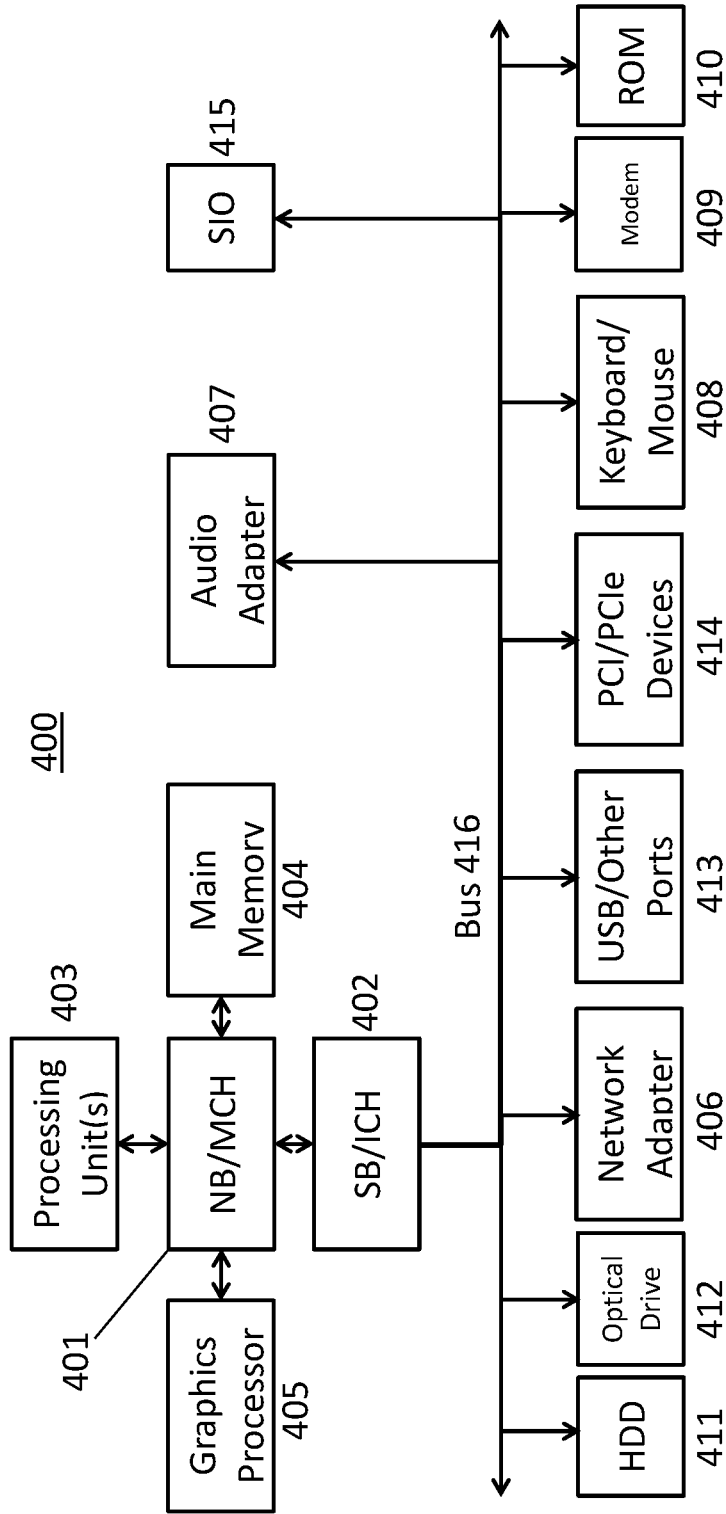 400
Processing
Unit(s)
403
401
Graphics
Processor
405
NB/MCH
Main
Memory
404
SB/ICH
402
Audio
Adapter
407
SIO
415
Bus 416
HDD
411
Optical
Drive
412
Network
Adapter
406
USB/Other
Ports
413
PCI/PCIe
Devices
414
Keyboard/
Mouse
408
Modem
409
ROM
410